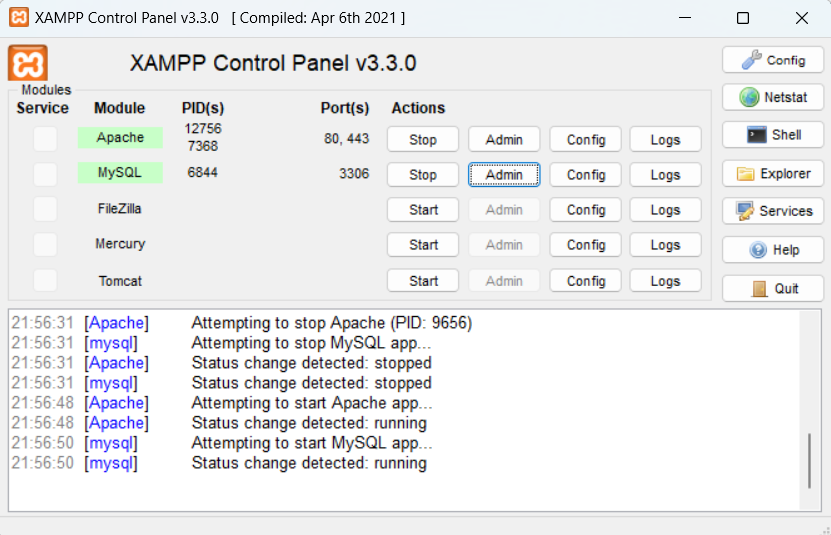 XAMPP Control Panel v3.3.0 [ Compiled: Apr 6th 2021 ]
XAMPP Control Panel v3.3.0
Config
Modules
Service Module PID(s) Port(s) Actions
Netstat
Apache 12756 7368 80, 443 Stop Admin Config Logs
Shell
MySQL 6844 3306 Stop Admin Config Logs
Explorer
FileZilla Start Admin Config Logs
Services
Mercury Start Admin Config Logs
Help
Tomcat Start Admin Config Logs
Quit
21:56:31 [Apache] Attempting to stop Apache (PID: 9656)
21:56:31 [mysql] Attempting to stop MySQL app...
21:56:31 [Apache] Status change detected: stopped
21:56:31 [mysql] Status change detected: stopped
21:56:48 [Apache] Attempting to start Apache app...
21:56:48 [Apache] Status change detected: running
21:56:50 [mysql] Attempting to start MySQL app...
21:56:50 [mysql] Status change detected: running